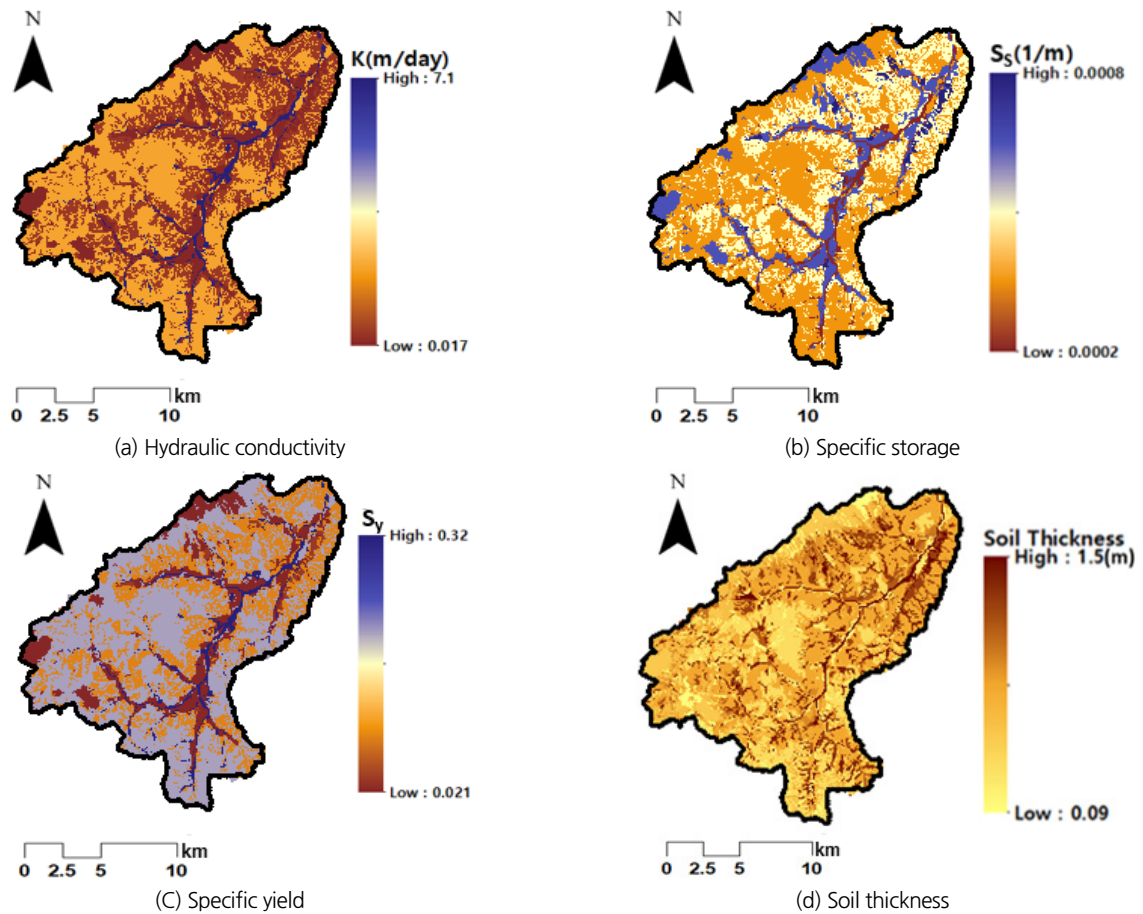 N
K(m/day)
High : 7.1
Low : 0.017
km
0 2.5 5 10
(a) Hydraulic conductivity
N
SS(1/m)
High : 0.0008
Low : 0.0002
km
0 2.5 5 10
(b) Specific storage
N
Sy
High : 0.32
Low : 0.021
km
0 2.5 5 10
(C) Specific yield
N
Soil Thickness
High : 1.5(m)
Low : 0.09
km
0 2.5 5 10
(d) Soil thickness